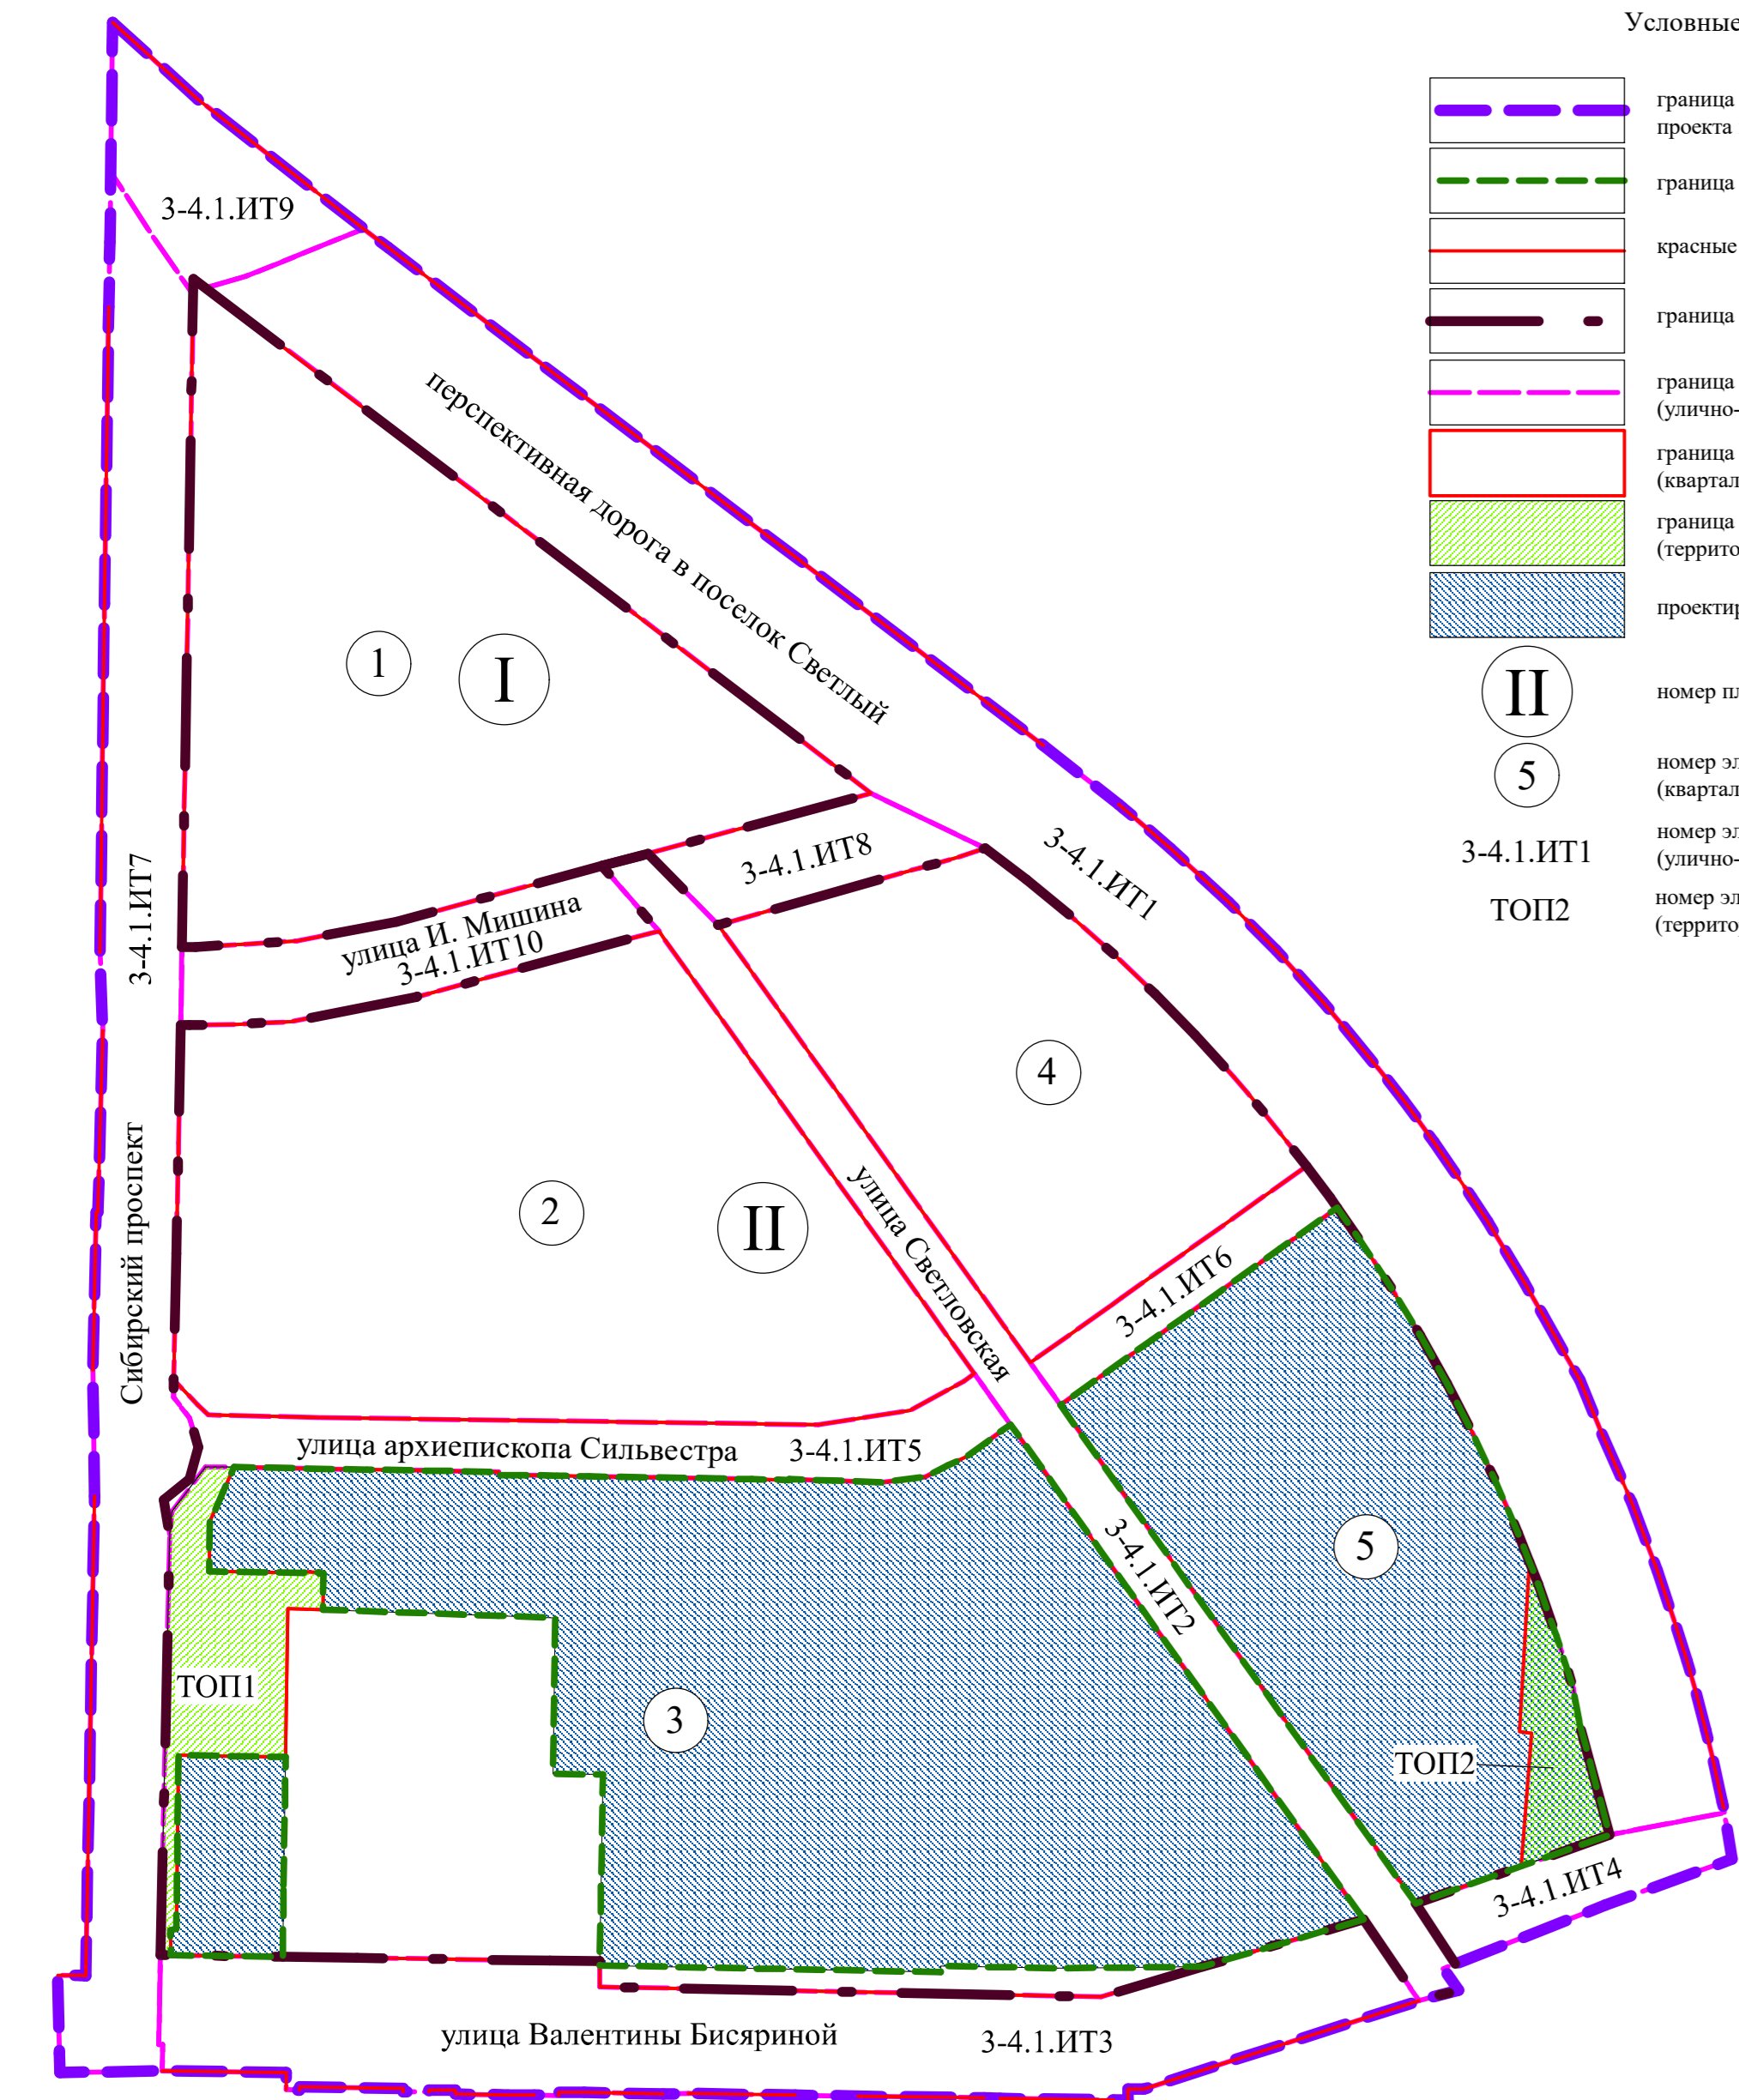 Условные
граница
проекта
граница
красные
граница
граница
(улично-
граница
(квартал
граница
(террито
проектир
II
номер пл
5
номер эл
(квартал
3-4.1.ИТ1
номер эл
(улично-
ТОП2
номер эл
(террито
3-4.1.ИТ9
перспективная дорога в поселок Светлый
1
I
3-4.1.ИТ7
3-4.1.ИТ8
3-4.1.ИТ1
улица И. Мишина
3-4.1.ИТ10
4
Сибирский проспект
2
II
улица Светловская
3-4.1.ИТ6
улица архиепископа Сильвестра
3-4.1.ИТ5
3-4.1.ИТ2
5
ТОП1
3
ТОП2
3-4.1.ИТ4
улица Валентины Бисяриной
3-4.1.ИТ3